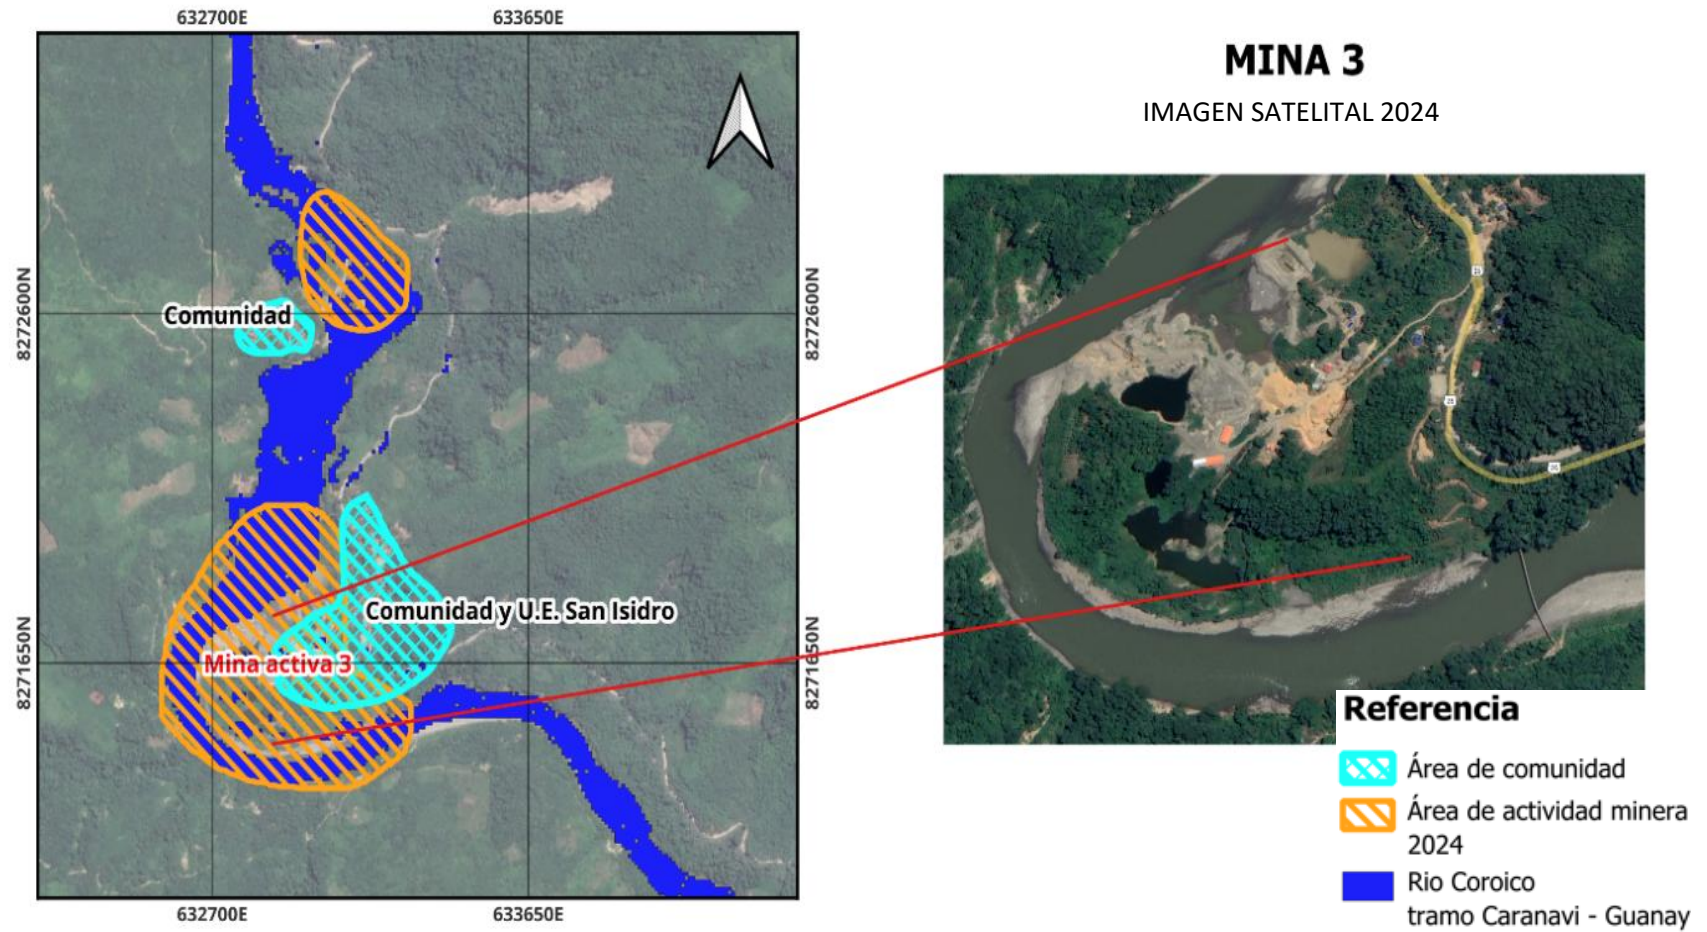 632700E
633650E
MINA 3
IMAGEN SATELITAL 2024
8272600N
8272600N
Comunidad
Comunidad y U.E. San Isidro
8271650N
8271650N
Mina activa 3
632700E
633650E
Referencia
Área de comunidad
Área de actividad minera
2024
Rio Coroico
tramo Caranavi - Guanay